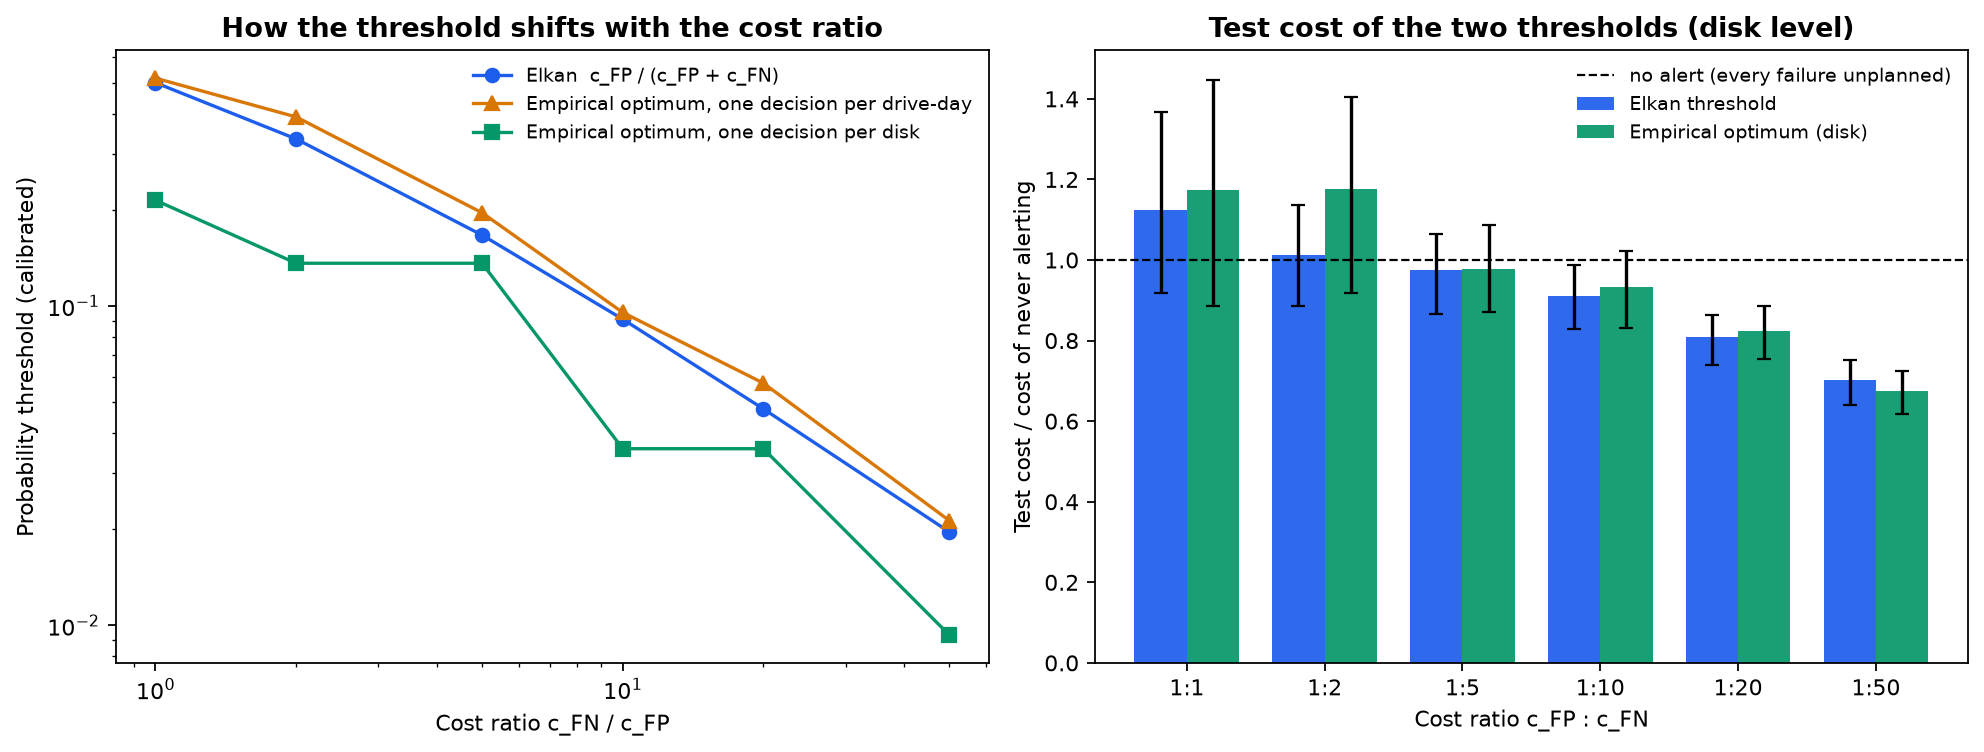 How the threshold shifts with the cost ratio
Elkan  c_FP / (c_FP + c_FN)
Empirical optimum, one decision per drive-day
Empirical optimum, one decision per disk
Probability threshold (calibrated)
10⁻¹
10⁻²
10⁰
10¹
Cost ratio c_FN / c_FP
Test cost of the two thresholds (disk level)
no alert (every failure unplanned)
Elkan threshold
Empirical optimum (disk)
Test cost / cost of never alerting
1.4
1.2
1.0
0.8
0.6
0.4
0.2
0.0
1:1
1:2
1:5
1:10
1:20
1:50
Cost ratio c_FP : c_FN